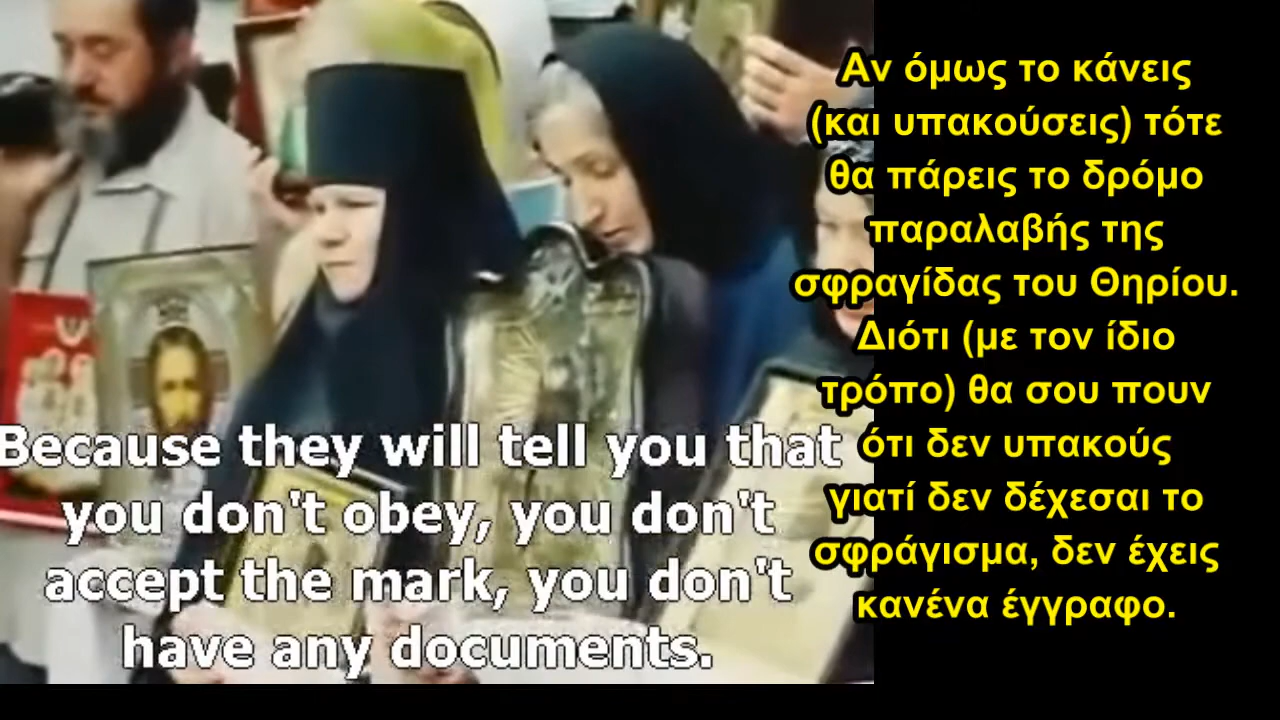 Because they will tell you that
you don't obey, you don't
accept the mark, you don't
have any documents.
Αν όμως το κάνεις
(και υπακούσεις) τότε
θα πάρεις το δρόμο
παραλαβής της
σφραγίδας του Θηρίου.
Διότι (με τον ίδιο
τρόπο) θα σου πουν
ότι δεν υπακούς
γιατί δεν δέχεσαι το
σφράγισμα, δεν έχεις
κανένα έγγραφο.